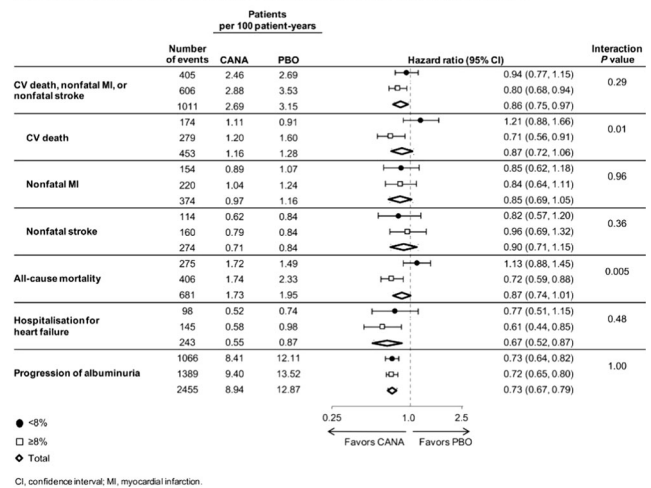 Patients
per 100 patient-years
Number
of events
CANA
PBO
Hazard ratio (95% CI)
Interaction
P value
CV death, nonfatal MI, or
nonfatal stroke
405 2.46 2.69 0.94 (0.77, 1.15)
606 2.88 3.53 0.80 (0.68, 0.94)
1011 2.69 3.15 0.86 (0.75, 0.97)
0.29
CV death
174 1.11 0.91 1.21 (0.88, 1.66)
279 1.20 1.60 0.71 (0.56, 0.91)
453 1.16 1.28 0.87 (0.72, 1.06)
0.01
Nonfatal MI
154 0.89 1.07 0.85 (0.62, 1.18)
220 1.04 1.24 0.84 (0.64, 1.11)
374 0.97 1.16 0.85 (0.69, 1.05)
0.96
Nonfatal stroke
114 0.62 0.84 0.82 (0.57, 1.20)
160 0.79 0.84 0.96 (0.69, 1.32)
274 0.71 0.84 0.90 (0.71, 1.15)
0.36
All-cause mortality
275 1.72 1.49 1.13 (0.88, 1.45)
406 1.74 2.33 0.72 (0.59, 0.88)
681 1.73 1.95 0.87 (0.74, 1.01)
0.005
Hospitalisation for
heart failure
98 0.52 0.74 0.77 (0.51, 1.15)
145 0.58 0.98 0.61 (0.44, 0.85)
243 0.55 0.87 0.67 (0.52, 0.87)
0.48
Progression of albuminuria
1066 8.41 12.11 0.73 (0.64, 0.82)
1389 9.40 13.52 0.72 (0.65, 0.80)
2455 8.94 12.87 0.73 (0.67, 0.79)
1.00
0.25 1.0 2.5
Favors CANA Favors PBO
<8%
≥8%
Total
CI, confidence interval; MI, myocardial infarction.